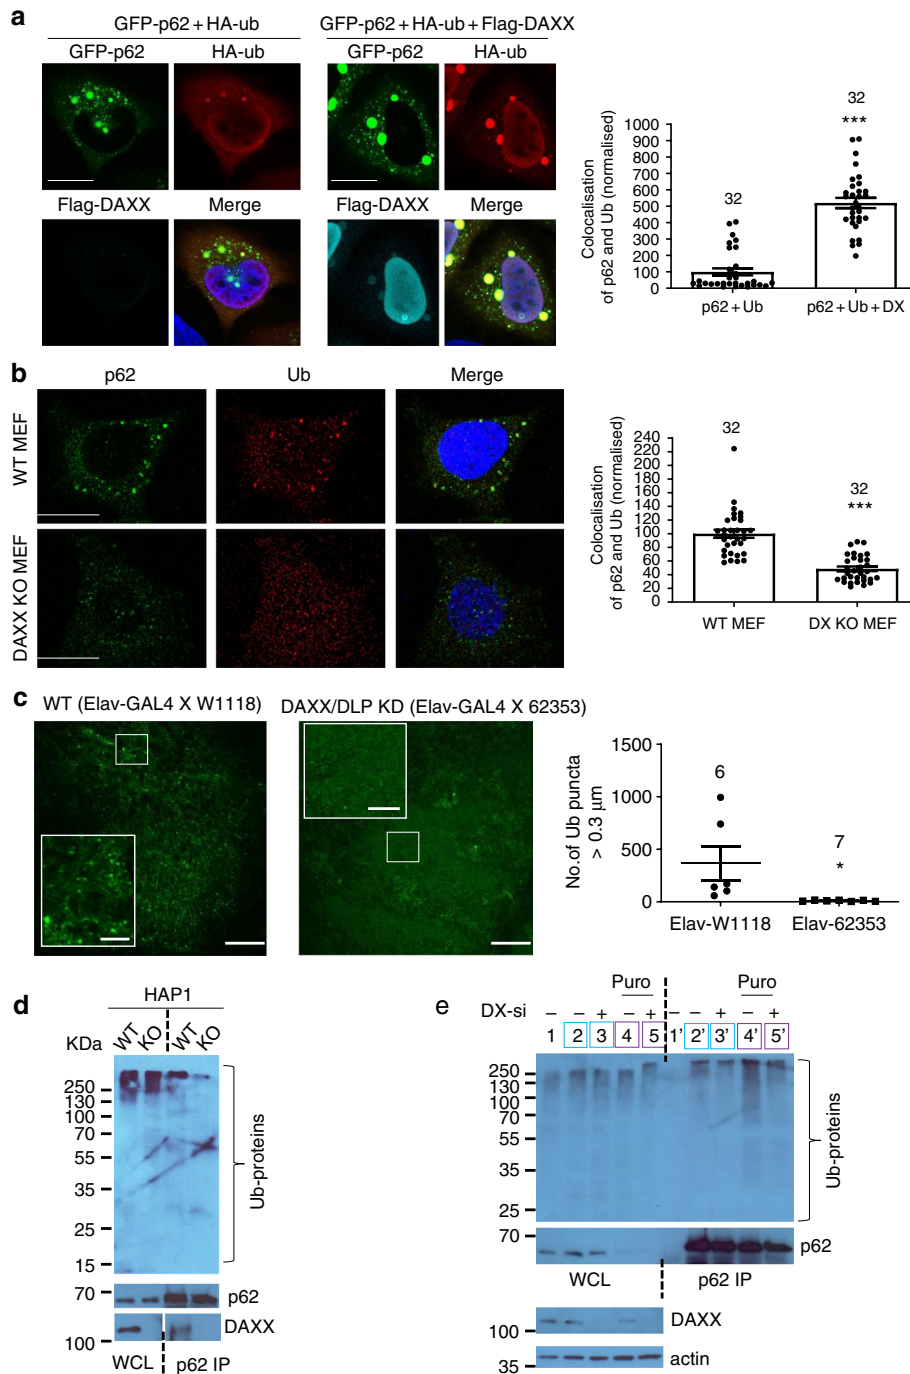 a
GFP-p62 + HA-ub
GFP-p62 + HA-ub + Flag-DAXX
GFP-p62
HA-ub
GFP-p62
HA-ub
Flag-DAXX
Merge
Flag-DAXX
Merge
Colocalisation
of p62 and Ub (normalised)
1000
900
800
700
600
500
400
300
200
100
0
32
32
***
p62 + Ub
p62 + Ub + DX
b
p62
Ub
Merge
WT MEF
DAXX KO MEF
Colocalisation
of p62 and Ub (normalised)
240
220
200
180
160
140
120
100
80
60
40
20
0
32
32
***
WT MEF
DX KO MEF
c
WT (Elav-GAL4 X W1118)
DAXX/DLP KD (Elav-GAL4 X 62353)
No.of Ub puncta
> 0.3 µm
1500
1000
500
0
6
7
*
Elav-W1118
Elav-62353
d
HAP1
WT KO WT KO
KDa
250
130
100
70
55
35
25
15
Ub-proteins
70
p62
100
DAXX
WCL
p62 IP
e
Puro
Puro
DX-si
– – + – + – – + – +
1 2 3 4 5 1' 2' 3' 4' 5'
250
130
100
70
55
35
25
Ub-proteins
70
p62
WCL
p62 IP
100
DAXX
35
actin